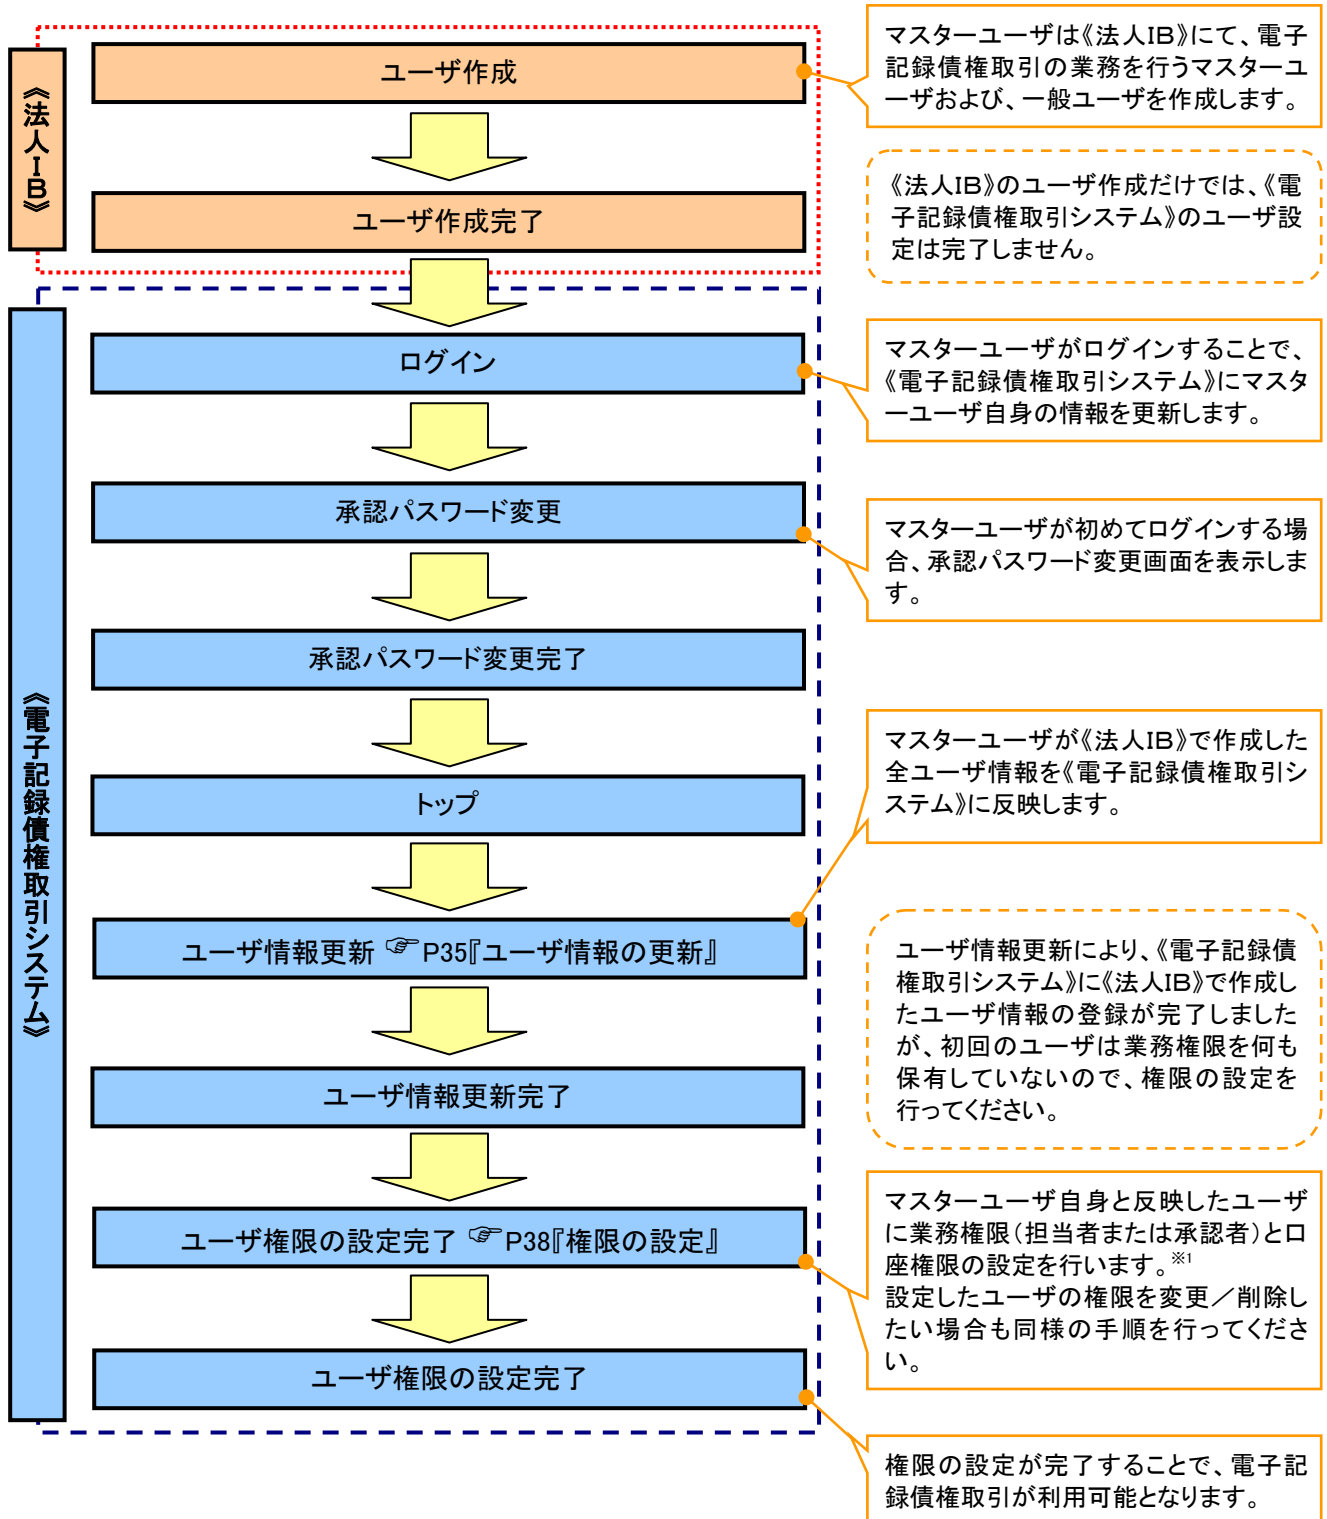 《法人IB》
ユーザ作成
マスターユーザは《法人IB》にて、電子
記録債権取引の業務を行うマスターユ
ーザおよび、一般ユーザを作成します。
ユーザ作成完了
《法人IB》のユーザ作成だけでは、《電
子記録債権取引システム》のユーザ設
定は完了しません。
《電子記録債権取引システム》
ログイン
マスターユーザがログインすることで、
《電子記録債権取引システム》にマスタ
ーユーザ自身の情報を更新します。
承認パスワード変更
マスターユーザが初めてログインする場
合、承認パスワード変更画面を表示しま
す。
承認パスワード変更完了
トップ
マスターユーザが《法人IB》で作成した
全ユーザ情報を《電子記録債権取引シ
ステム》に反映します。
ユーザ情報更新 ☞P35『ユーザ情報の更新』
ユーザ情報更新により、《電子記録債
権取引システム》に《法人IB》で作成し
たユーザ情報の登録が完了しました
が、初回のユーザは業務権限を何も
保有していないので、権限の設定を
行ってください。
ユーザ情報更新完了
ユーザ権限の設定完了 ☞P38『権限の設定』
マスターユーザ自身と反映したユーザ
に業務権限(担当者または承認者)と口
座権限の設定を行います。※1
設定したユーザの権限を変更／削除し
たい場合も同様の手順を行ってくださ
い。
ユーザ権限の設定完了
権限の設定が完了することで、電子記
録債権取引が利用可能となります。